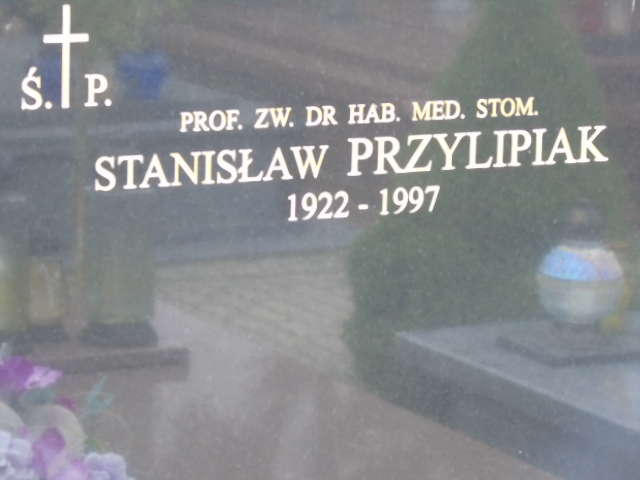 Ś. P.
PROF. ZW. DR HAB. MED. STOM.
STANISŁAW PRZYLIPIAK
1922 - 1997